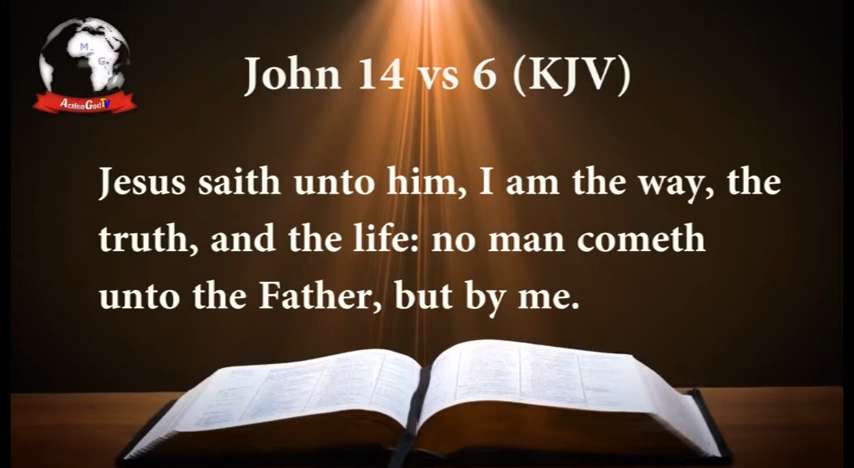 M
G
ActionGodTV
John 14 vs 6 (KJV)
Jesus saith unto him, I am the way, the
truth, and the life: no man cometh
unto the Father, but by me.